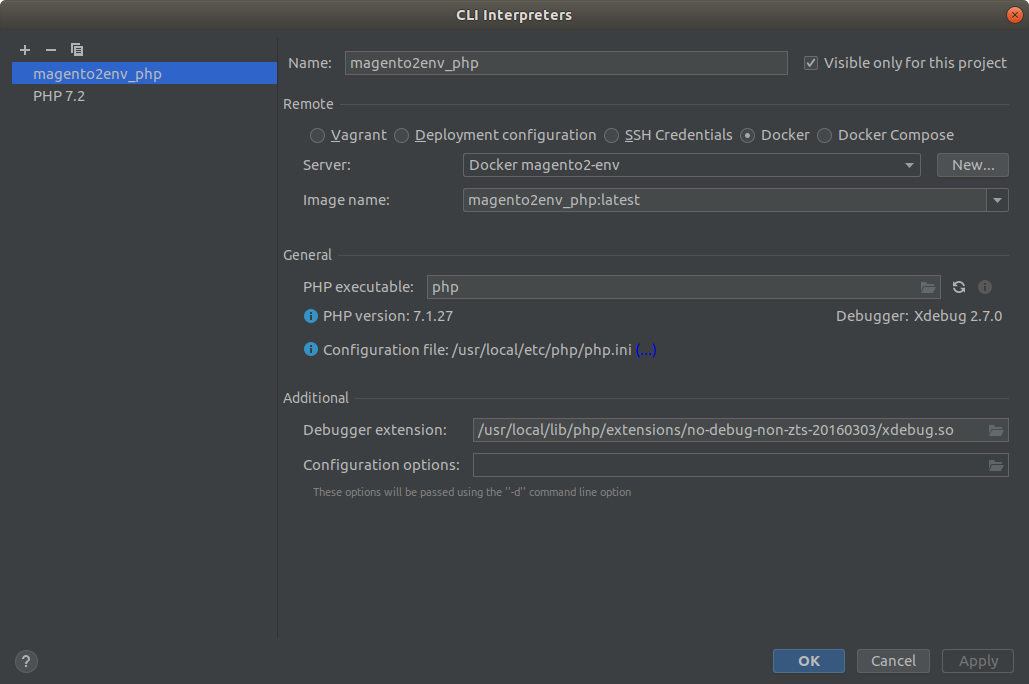 CLI Interpreters
magento2env_php
PHP 7.2
Name: magento2env_php Visible only for this project
Remote
Vagrant Deployment configuration SSH Credentials Docker Docker Compose
Server: Docker magento2-env New...
Image name: magento2env_php:latest
General
PHP executable: php
PHP version: 7.1.27 Debugger: Xdebug 2.7.0
Configuration file: /usr/local/etc/php/php.ini (...)
Additional
Debugger extension: /usr/local/lib/php/extensions/no-debug-non-zts-20160303/xdebug.so
Configuration options:
These options will be passed using the "-d" command line option
? OK Cancel Apply